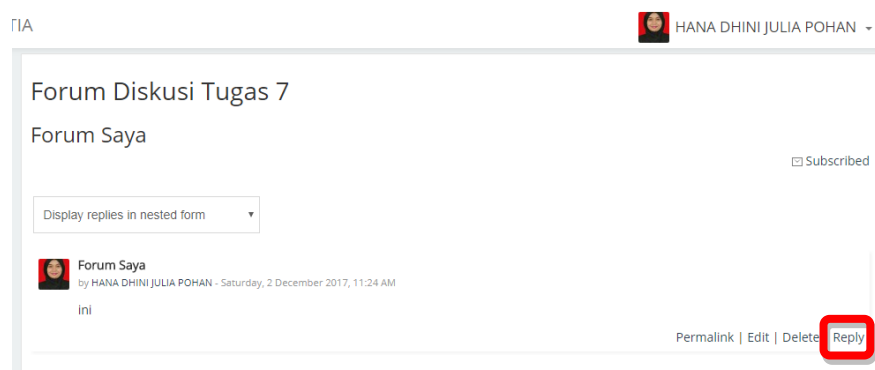 TIA
HANA DHINI JULIA POHAN
Forum Diskusi Tugas 7
Forum Saya
Subscribed
Display replies in nested form
Forum Saya
by HANA DHINI JULIA POHAN - Saturday, 2 December 2017, 11:24 AM
ini
Permalink | Edit | Delete Reply